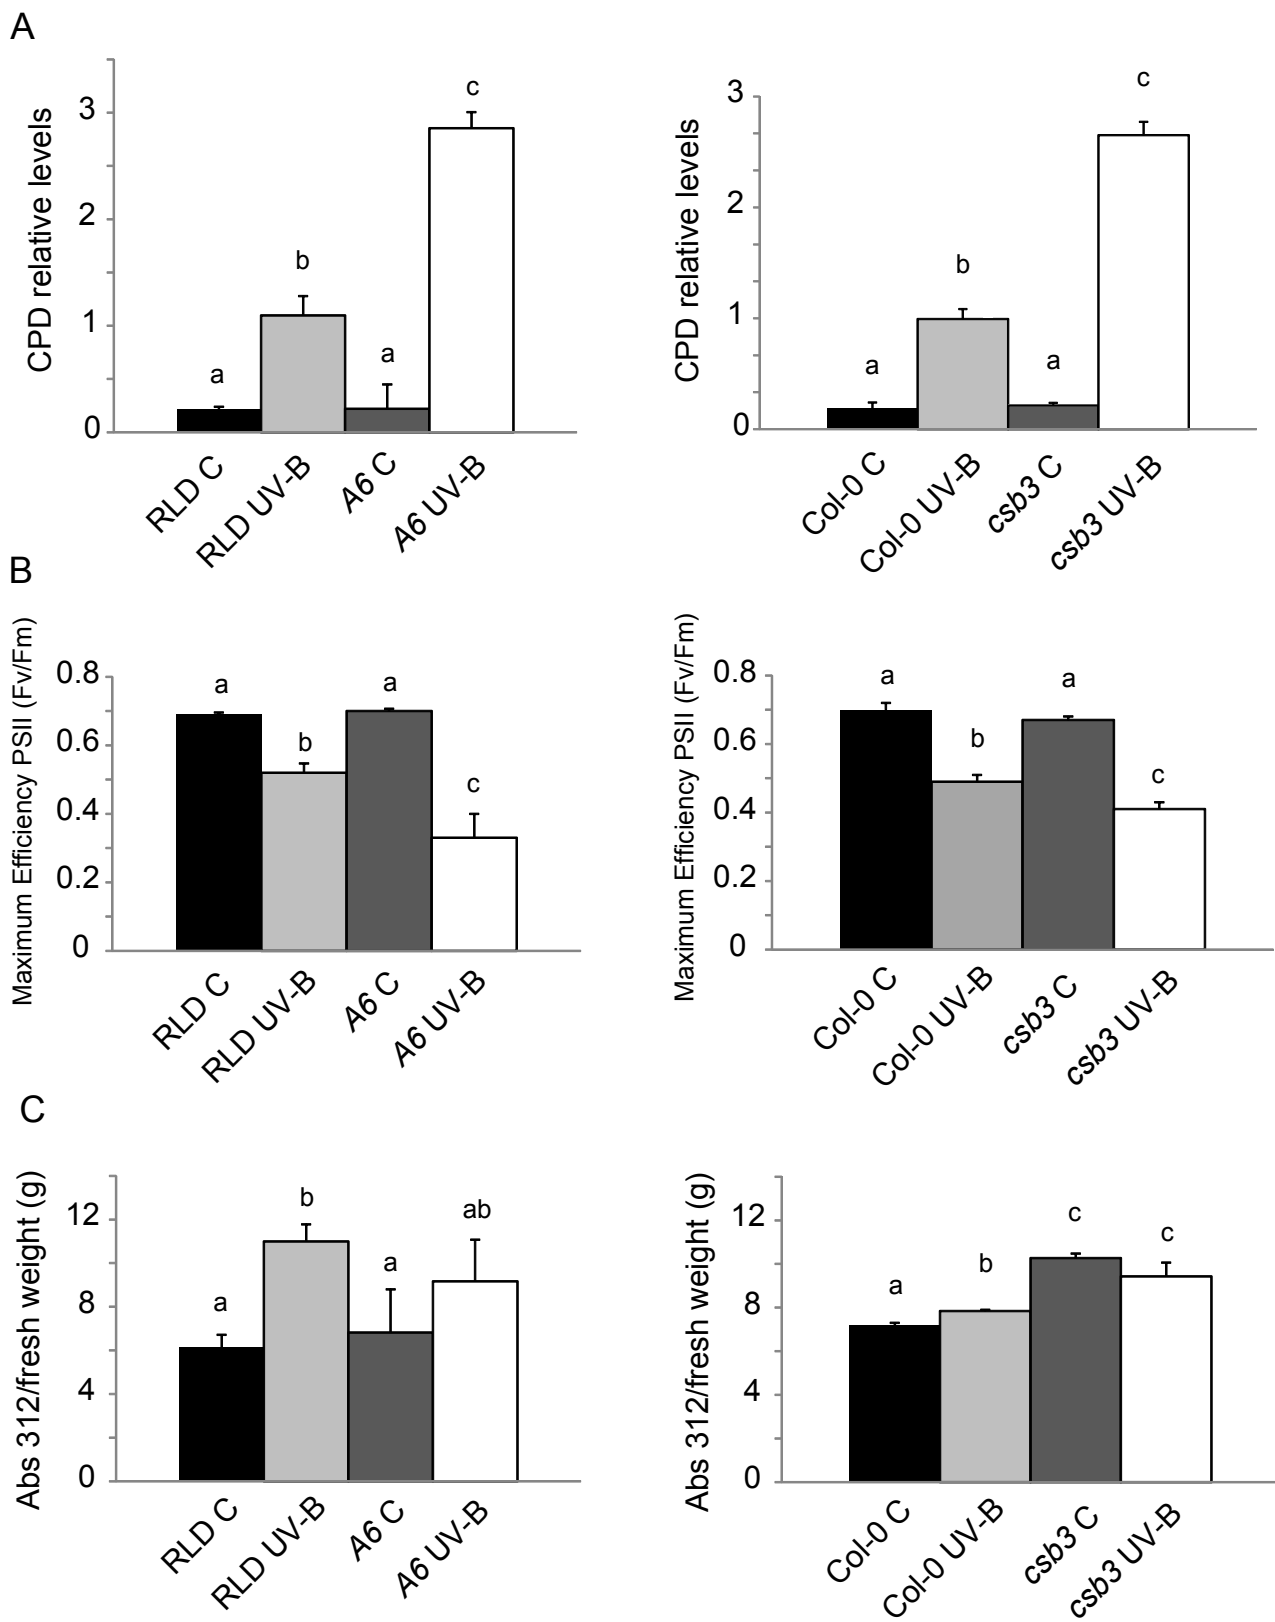 A
CPD relative levels
3
2
1
0
a
b
a
c
RLD C
RLD UV-B
A6 C
A6 UV-B
CPD relative levels
3
2
1
0
a
b
a
c
Col-0 C
Col-0 UV-B
csb3 C
csb3 UV-B
B
Maximum Efficiency PSII (Fv/Fm)
0.8
0.6
0.4
0.2
0
a
b
a
c
RLD C
RLD UV-B
A6 C
A6 UV-B
Maximum Efficiency PSII (Fv/Fm)
0.8
0.6
0.4
0.2
0
a
b
a
c
Col-0 C
Col-0 UV-B
csb3 C
csb3 UV-B
C
Abs 312/fresh weight (g)
12
8
4
0
a
b
a
ab
RLD C
RLD UV-B
A6 C
A6 UV-B
Abs 312/fresh weight (g)
12
8
4
0
a
b
c
c
Col-0 C
Col-0 UV-B
csb3 C
csb3 UV-B